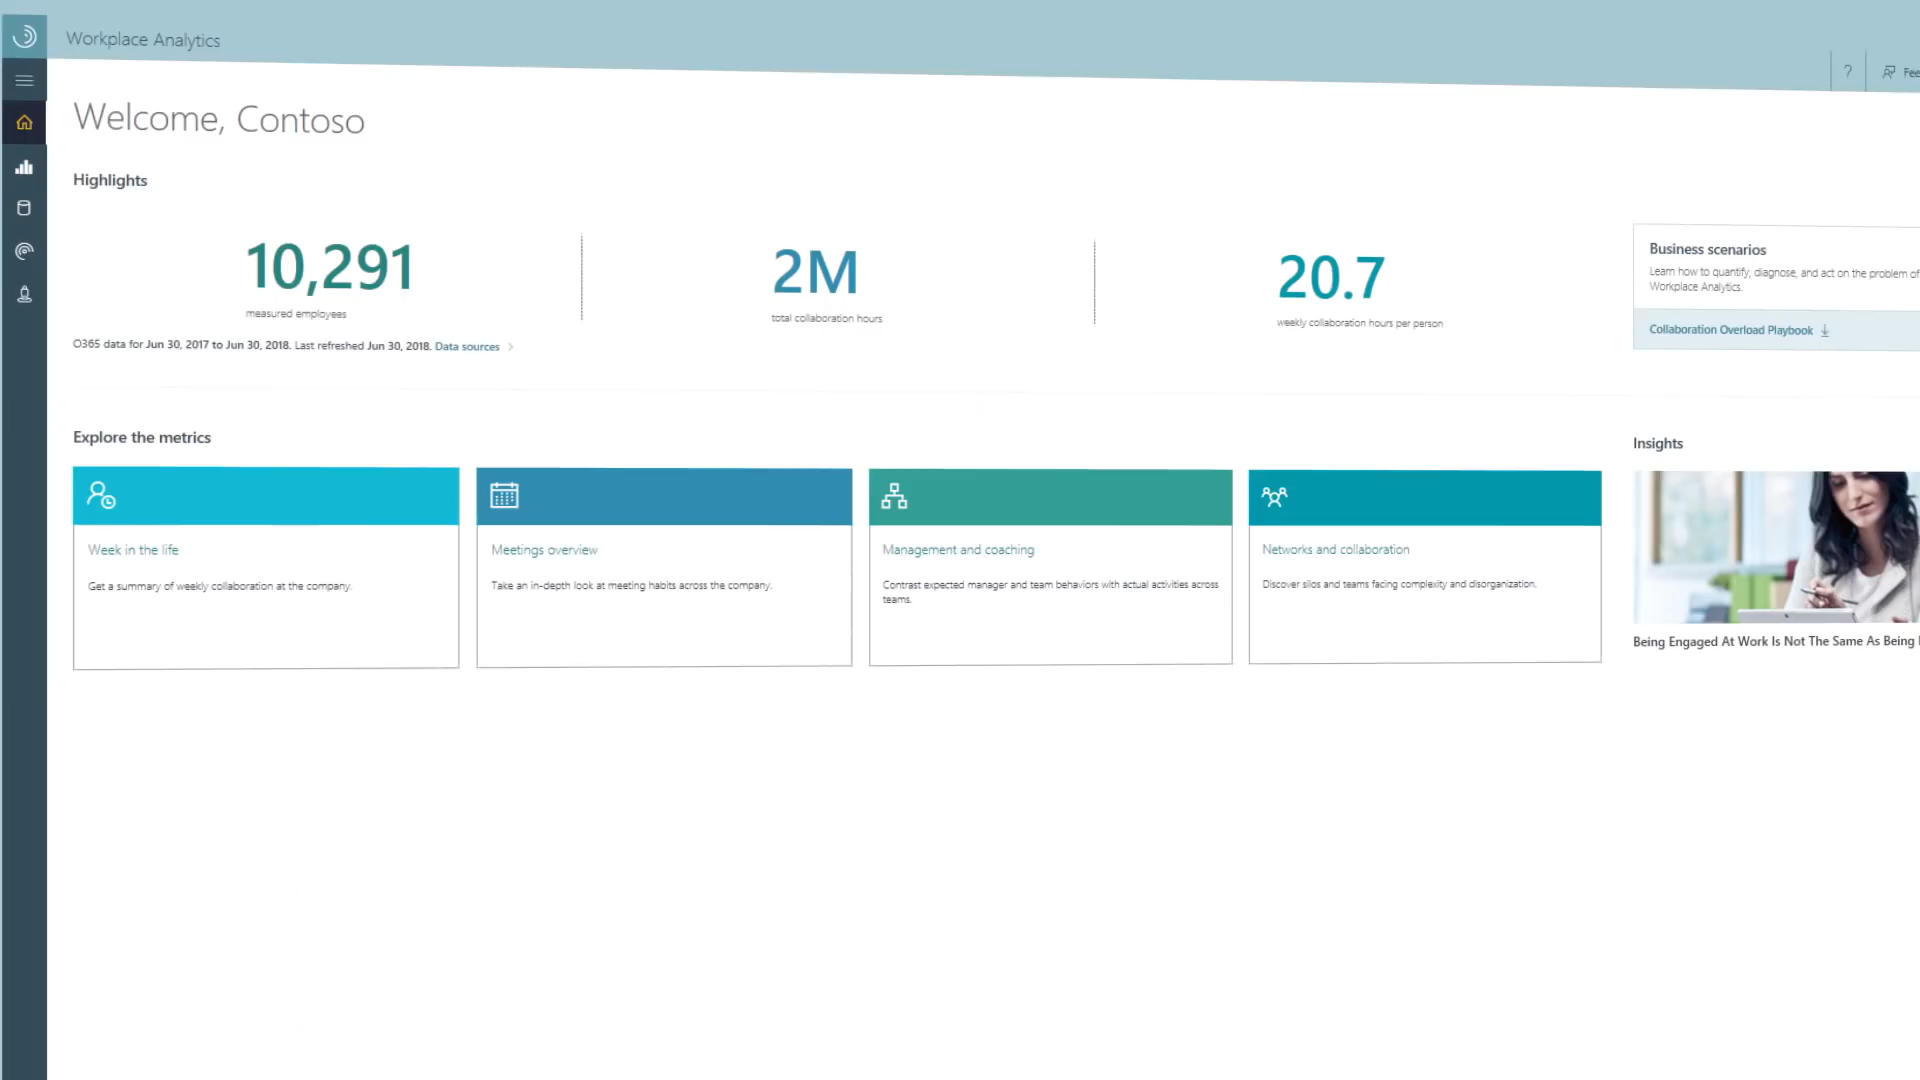 Workplace Analytics
?
Welcome, Contoso
Highlights
10,291
measured employees
2M
total collaboration hours
20.7
weekly collaboration hours per person
O365 data for Jun 30, 2017 to Jun 30, 2018. Last refreshed Jun 30, 2018. Data sources
Business scenarios
Learn how to quantify, diagnose, and act on the problem of
Workplace Analytics.
Collaboration Overload Playbook
Explore the metrics
Week in the life
Get a summary of weekly collaboration at the company.
Meetings overview
Take an in-depth look at meeting habits across the company.
Management and coaching
Contrast expected manager and team behaviors with actual activities across
teams.
Networks and collaboration
Discover silos and teams facing complexity and disorganization.
Insights
Being Engaged At Work Is Not The Same As Being